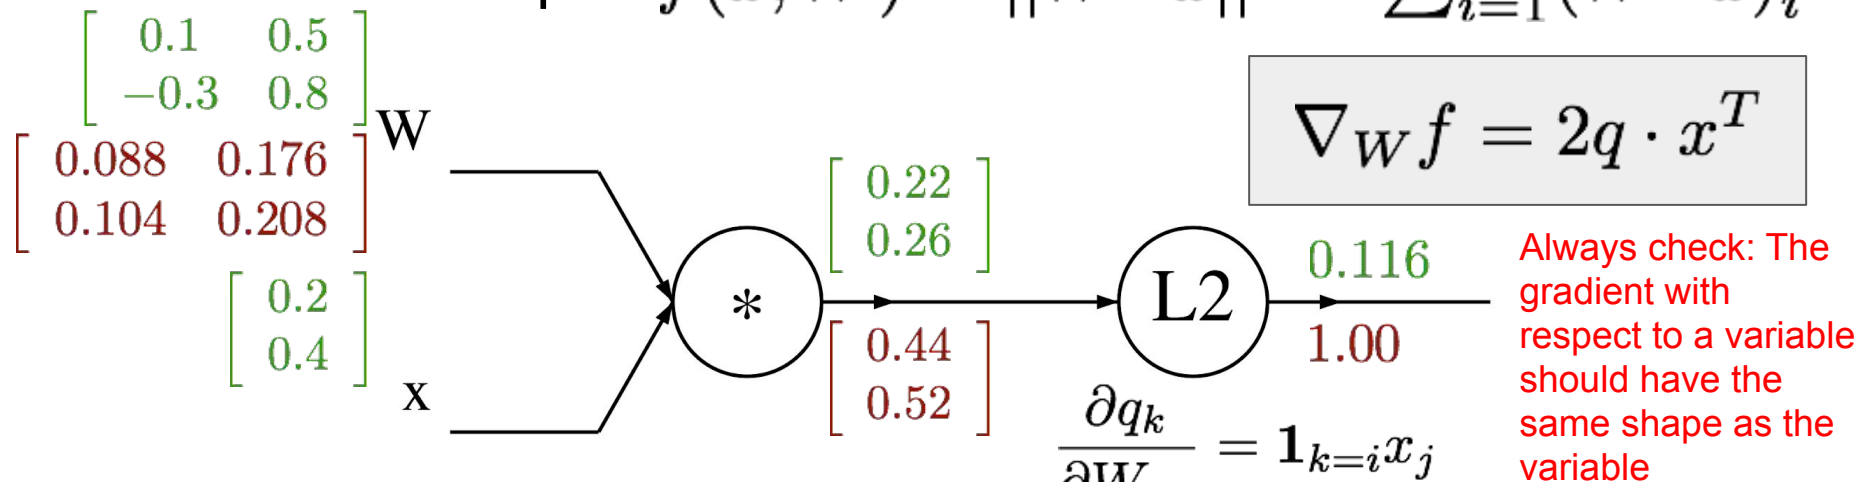 0.1 0.5
−0.3 0.8
W
0.088 0.176
0.104 0.208
0.2
0.4
x
*
0.22
0.26
0.44
0.52
L2
0.116
1.00
∇_W f = 2q · x^T
∂q_k
= 1_{k=i} x_j
Always check: The
gradient with
respect to a variable
should have the
same shape as the
variable